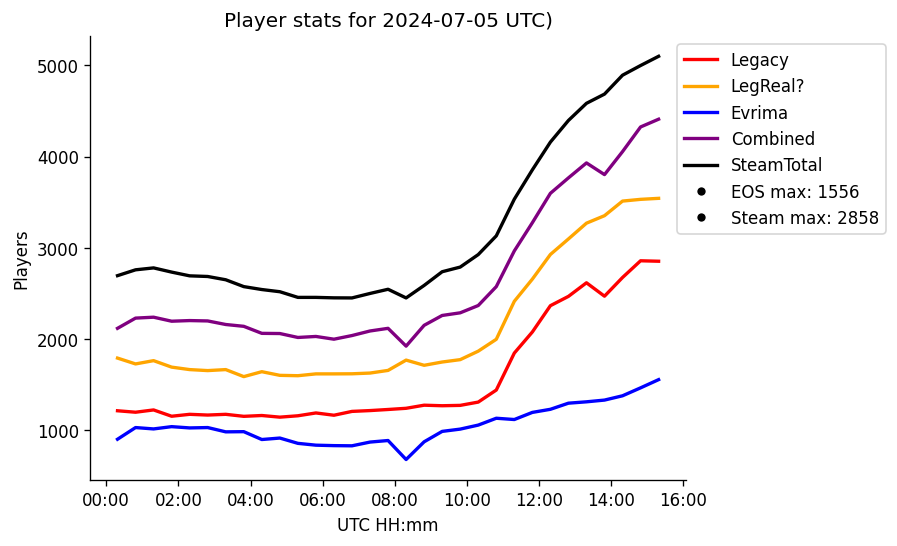 Player stats for 2024-07-05 UTC)
Players
5000
4000
3000
2000
1000
00:00 02:00 04:00 06:00 08:00 10:00 12:00 14:00 16:00
UTC HH:mm
Legacy
LegReal?
Evrima
Combined
SteamTotal
EOS max: 1556
Steam max: 2858